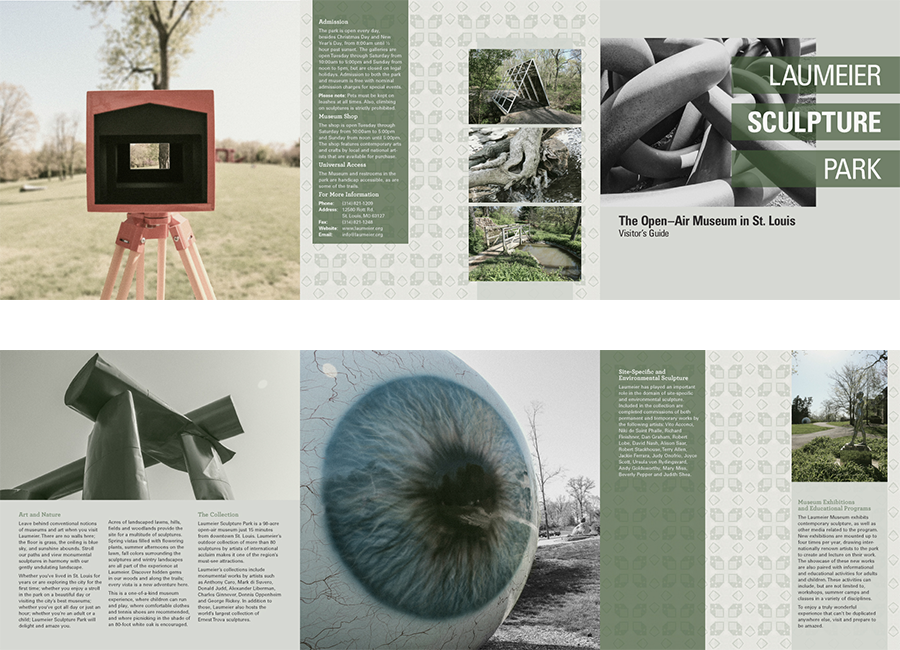 Admission
The park is open every day,
besides Christmas Day and New
Year's Day, from 8:00am until ½
hour past sunset. The galleries are
open Tuesday through Saturday from
10:00am to 5:00pm and Sunday from
noon to 5pm, but are closed on legal
holidays. Admission to both the park
and museum is free with nominal
admission charges for special events.
Please note: Pets must be kept on
leashes at all times. Also, climbing
on sculptures is strictly prohibited.
Museum Shop
The shop is open Tuesday through
Saturday from 10:00am to 5:00pm
and Sunday from noon until 5:00pm.
The shop features contemporary arts
and crafts by local and national art-
ists that are available for purchase.
Universal Access
The Museum and restrooms in the
park are handicap accessible, as are
some of the trails.
For More Information
Phone: (314) 821-1209
Address: 12580 Rott Rd.
St. Louis, MO 63127
Fax: (314) 821-1248
Website: www.laumeier.org
Email: info@laumeier.org
LAUMEIER
SCULPTURE
PARK
The Open–Air Museum in St. Louis
Visitor's Guide
Art and Nature
Leave behind conventional notions
of museums and art when you visit
Laumeier. There are no walls here;
the floor is grass, the ceiling is blue
sky, and sunshine abounds. Stroll
our paths and view monumental
sculptures in harmony with our
gently undulating landscape.
Whether you've lived in St. Louis for
years or are exploring the city for the
first time; whether you enjoy a stroll
in the park on a beautiful day or
visiting the city's best museums;
whether you've got all day or just an
hour; whether you're an adult or a
child; Laumeier Sculpture Park will
delight and amaze you.
Acres of landscaped lawns, hills,
fields and woodlands provide the
site for a multitude of sculptures.
Spring vistas filled with flowering
plants, summer afternoons on the
lawn, fall colors surrounding the
sculptures and wintry landscapes
are all part of the experience at
Laumeier. Discover hidden gems
in our woods and along the trails;
every visit is a new adventure here.
This is a one-of-a-kind museum
experience, where children can run
and play, where comfortable clothes
and tennis shoes are recommended,
and where picnicking in the shade of
an 80-foot white oak is encouraged.
The Collection
Laumeier Sculpture Park is a 98-acre
open-air museum just 15 minutes
from downtown St. Louis. Laumeier's
outdoor collection of more than 80
sculptures by artists of international
acclaim makes it one of the region's
must-see attractions.
Laumeier's collections include
monumental works by artists such
as Anthony Caro, Mark di Suvero,
Donald Judd, Alexander Liberman,
Charles Ginnever, Dennis Oppenheim
and George Rickey. In addition to
those, Laumeier also hosts the
world's largest collection of
Ernest Trova sculptures.
Site-Specific and
Environmental Sculpture
Laumeier has played an important
role in the domain of site-specific
and environmental sculpture.
Included in the collection are
completed commissions of both
permanent and temporary works by
the following artists: Vito Acconci,
Niki de Saint Phalle, Richard
Fleischner, Dan Graham, Robert
Lobe, David Nash, Alison Saar,
Robert Stackhouse, Terry Allen,
Jackie Ferrara, Judy Onofrio, Joyce
Scott, Ursula von Rydingsvard,
Andy Goldsworthy, Mary Miss,
Beverly Pepper and Judith Shea.
Museum Exhibitions
and Educational Programs
The Laumeier Museum exhibits
contemporary sculpture, as well as
other media related to the program.
New exhibitions are mounted up to
four times per year, drawing inter-
nationally renown artists to the park
to create and lecture on their work.
The showcase of these new works
are also paired with informational
and educational activities for adults
and children. These activities can
include, but are not limited to,
workshops, summer camps and
classes in a variety of disciplines.
To enjoy a truly wonderful
experience that can't be duplicated
anywhere else, visit and prepare to
be amazed.